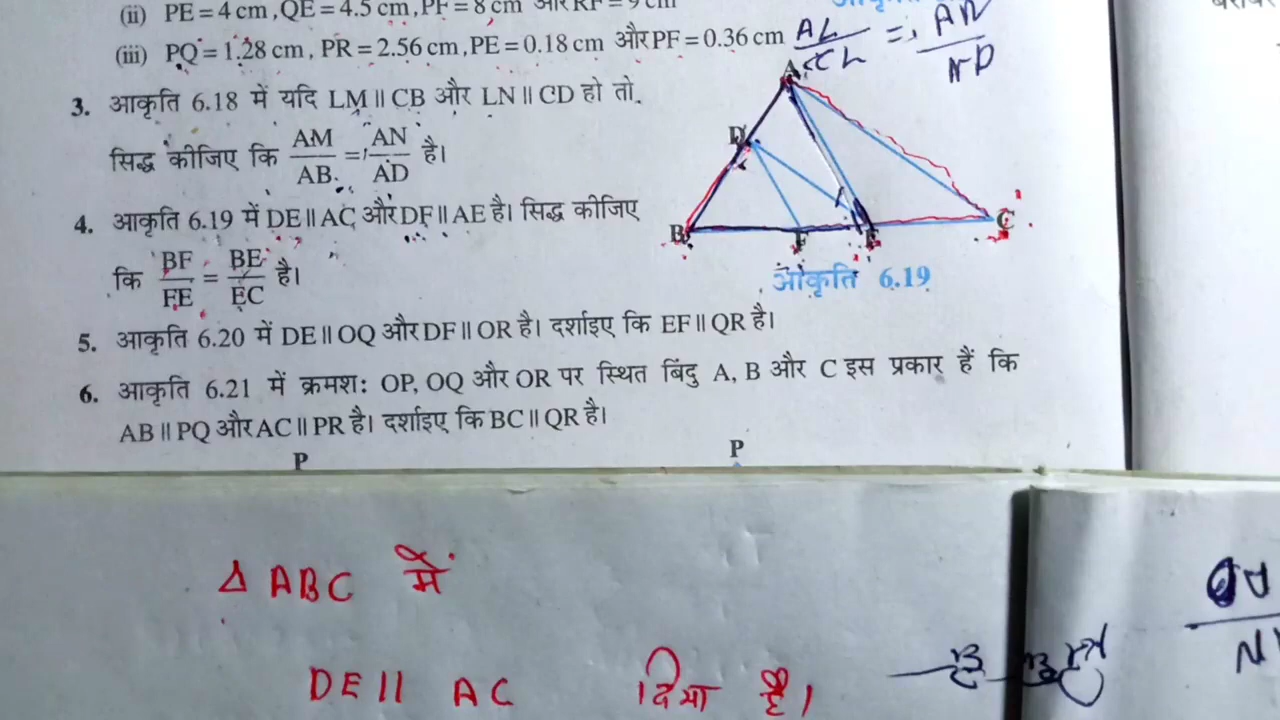 (ii) PE = 4 cm, QE = 4.5 cm, PF = 8 cm और RF = 9 cm
(iii) PQ = 1.28 cm, PR = 2.56 cm, PE = 0.18 cm और PF = 0.36 cm
AL/CL = AN/ND
3. आकृति 6.18 में यदि LM || CB और LN || CD हो तो
सिद्ध कीजिए कि AM/AB = AN/AD है।
4. आकृति 6.19 में DE || AC और DF || AE है। सिद्ध कीजिए
कि BF/FE = BE/EC है।
A
D
B F E C
आकृति 6.19
5. आकृति 6.20 में DE || OQ और DF || OR है। दर्शाइए कि EF || QR है।
6. आकृति 6.21 में क्रमशः OP, OQ और OR पर स्थित बिंदु A, B और C इस प्रकार हैं कि
AB || PQ और AC || PR है। दर्शाइए कि BC || QR है।
P P
Δ ABC में
DE || AC दिया है।